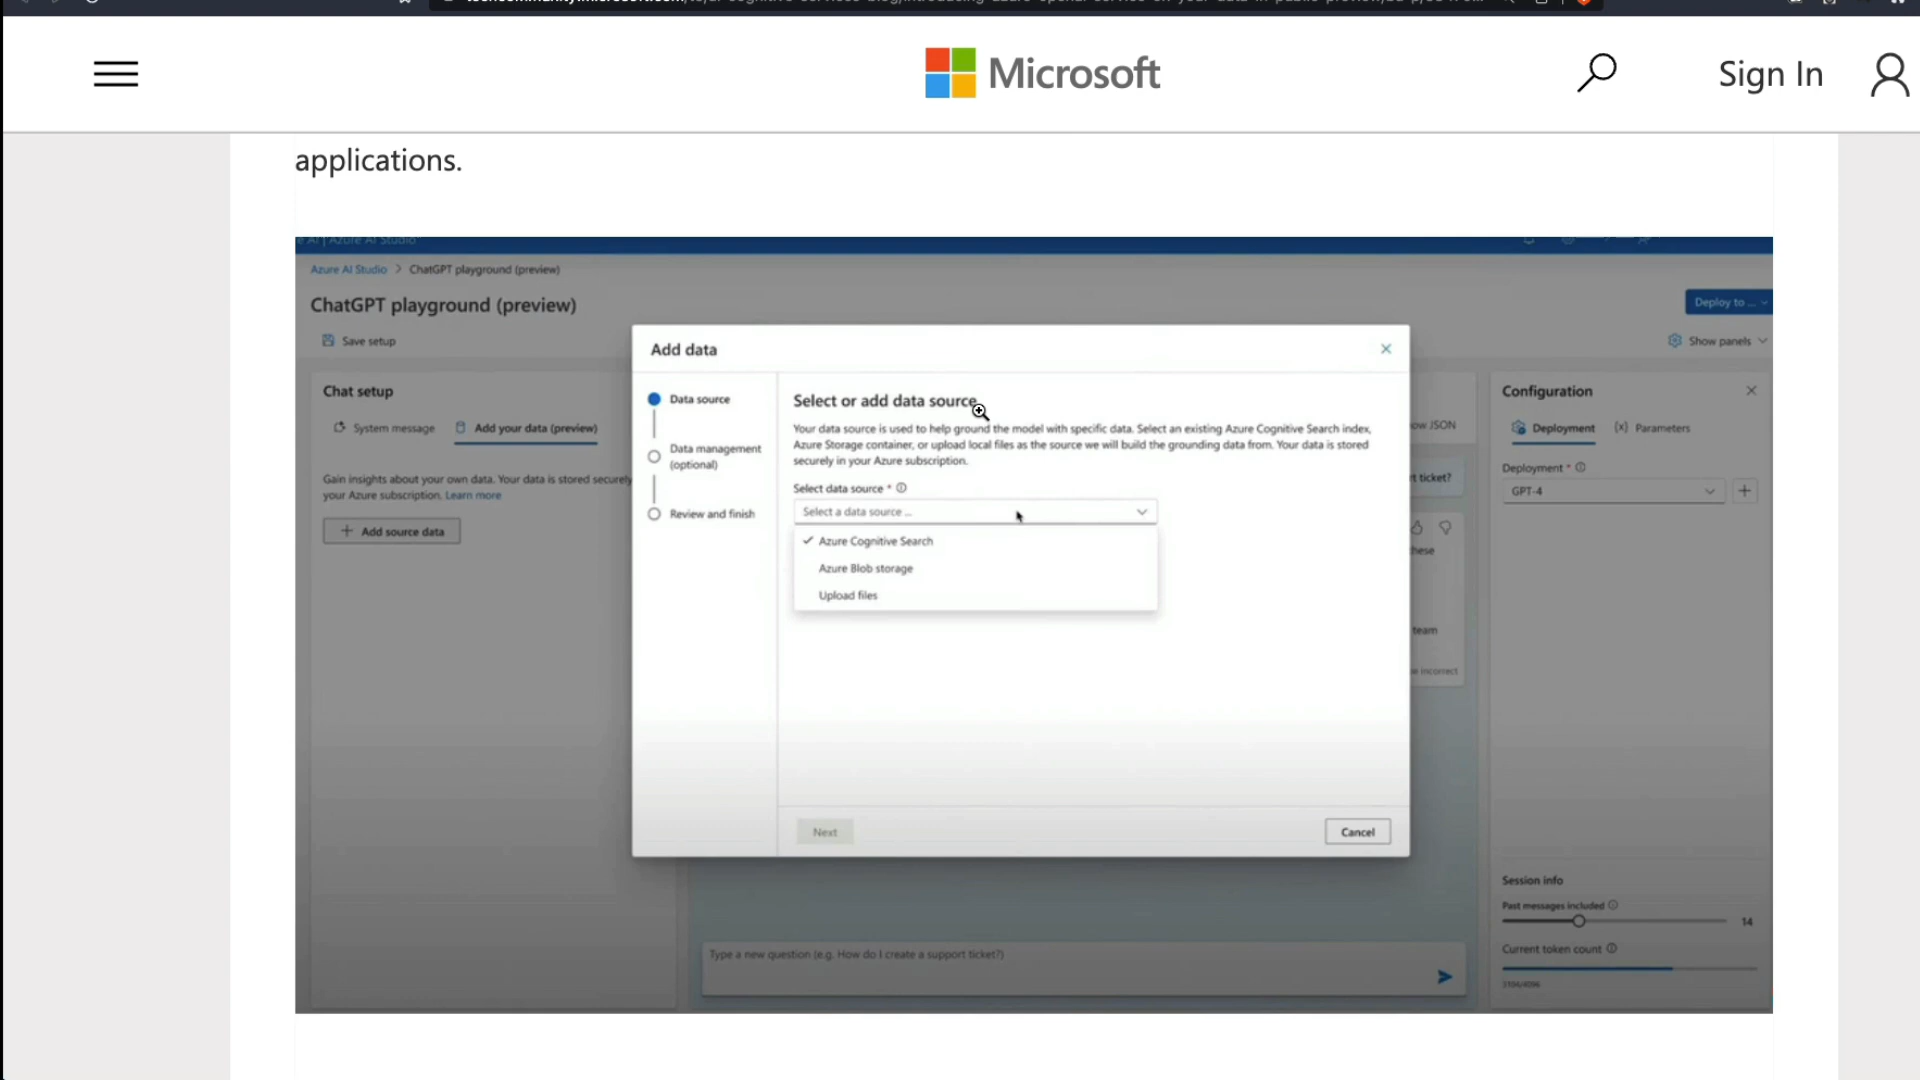 Microsoft
Sign In
applications.
Azure AI Studio > ChatGPT playground (preview)
ChatGPT playground (preview)
Deploy to ...
Save setup
Show panels
Add data
Chat setup
System message
Add your data (preview)
Gain insights about your own data. Your data is stored securely
your Azure subscription. Learn more
+ Add source data
Data source
Data management
(optional)
Review and finish
Select or add data source
Your data source is used to help ground the model with specific data. Select an existing Azure Cognitive Search index,
Azure Storage container, or upload local files as the source we will build the grounding data from. Your data is stored
securely in your Azure subscription.
Select data source *
Select a data source ...
Azure Cognitive Search
Azure Blob storage
Upload files
Next
Cancel
JSON
ticket?
team
incorrect
Type a new question (e.g. How do I create a support ticket?)
Configuration
Deployment
[x] Parameters
Deployment *
GPT-4
Session info
Past messages included
14
Current token count